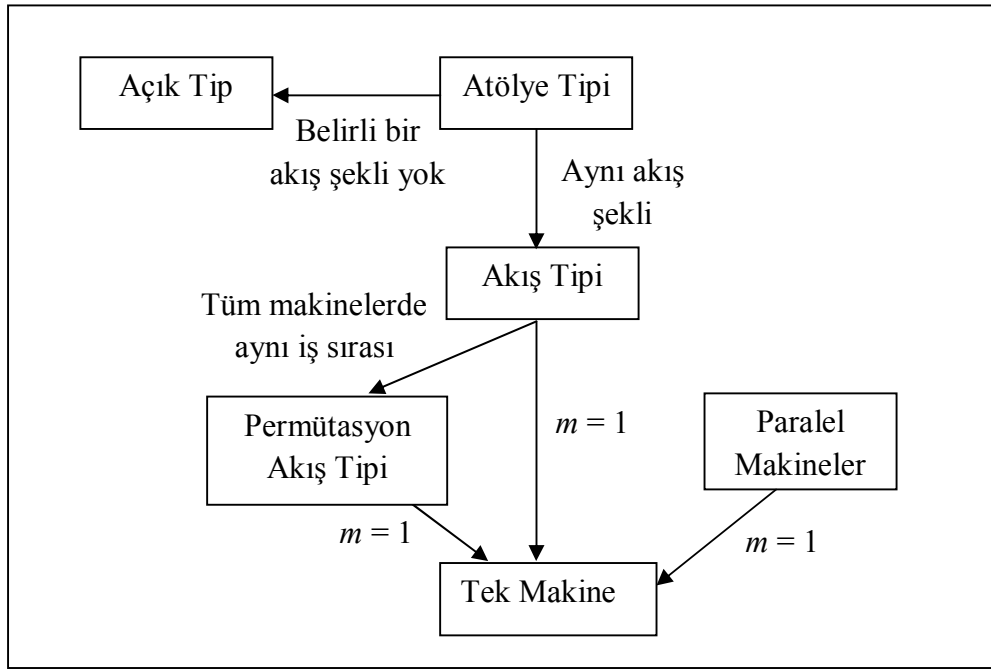 Açık Tip
Atölye Tipi
Belirli bir
akış şekli yok
Aynı akış
şekli
Akış Tipi
Tüm makinelerde
aynı iş sırası
Permütasyon
Akış Tipi
m = 1
Paralel
Makineler
m = 1
m = 1
Tek Makine